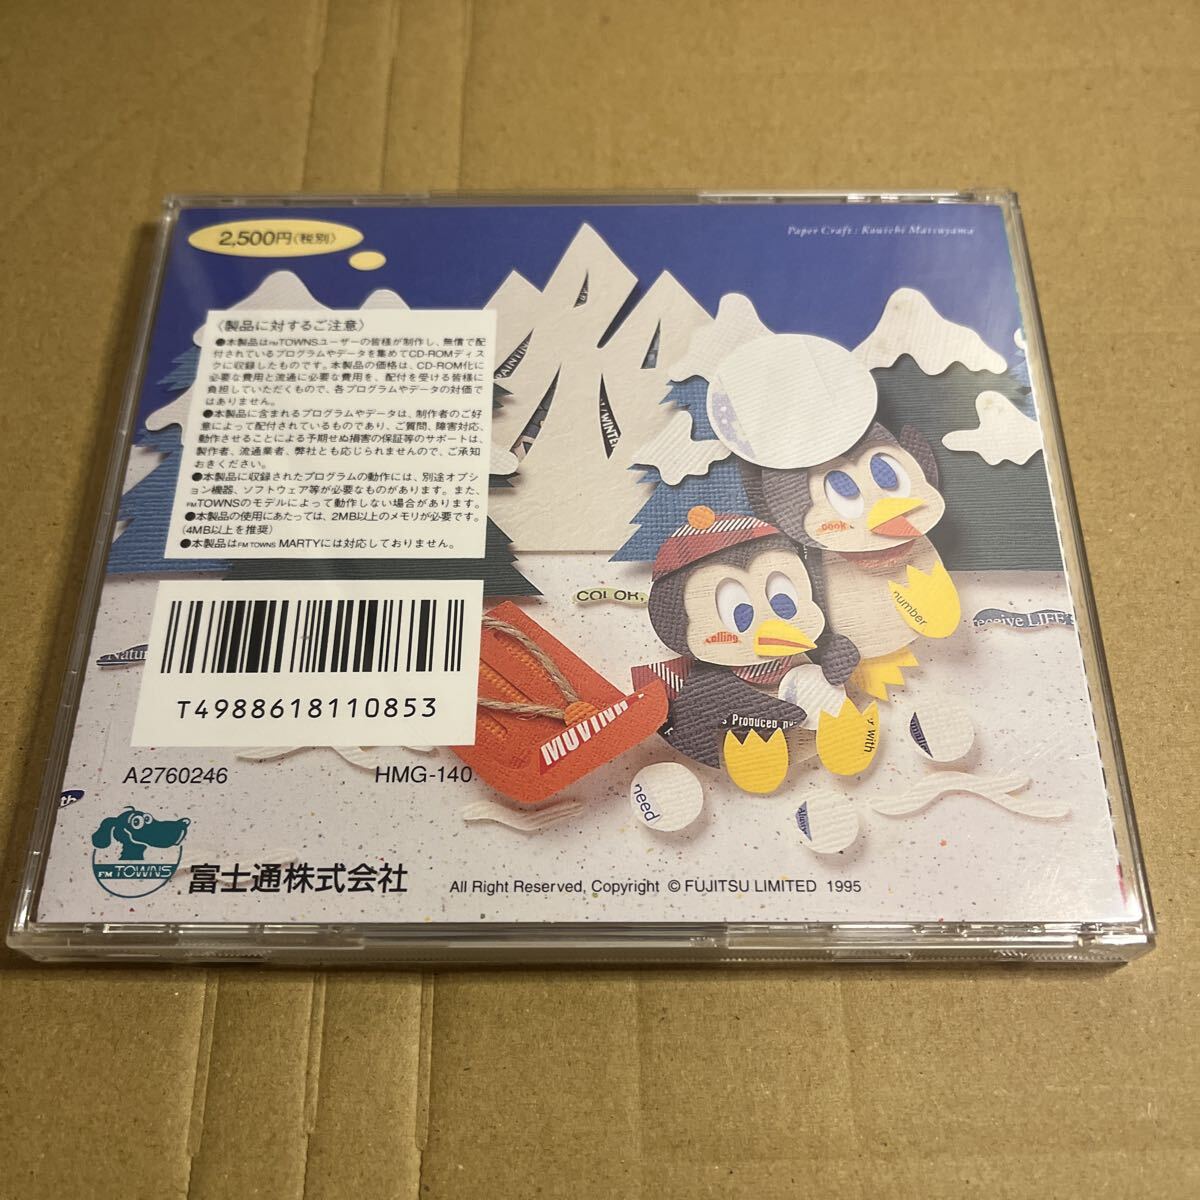 2,500円(税別)
Paper Craft : Kouichi Matsuyama
〈製品に対するご注意〉
●本製品はFM TOWNSユーザーの皆様が制作し、無償で配
付されているプログラムやデータを集めてCD-ROMディス
クに収録したものです。本製品の価格は、CD-ROM化に
必要な費用と流通に必要な費用を、配付を受ける皆様に
負担していただくもので、各プログラムやデータの対価で
はありません。
●本製品に含まれるプログラムやデータは、制作者のご好
意によって配付されているものであり、ご質問、障害対応、
動作させることによる予期せぬ損害の保証等のサポートは、
製作者、流通業者、弊社とも応じられませんので、ご承知
おきください。
●本製品に収録されたプログラムの動作には、別途オプシ
ョン機器、ソフトウェア等が必要なものがあります。また、
FM TOWNSのモデルによって動作しない場合があります。
●本製品の使用にあたっては、2MB以上のメモリが必要です。
(4MB以上を推奨)
●本製品はFM TOWNS MARTYには対応しておりません。
PAINTING
BY
WINTER
COOK
COLOR,
number
receive LIFE'S
elling
Natur
MOVING
s Produced by
y with
need
T4988618110853
A2760246
HMG-140
FM TOWNS
富士通株式会社
All Right Reserved, Copyright © FUJITSU LIMITED 1995